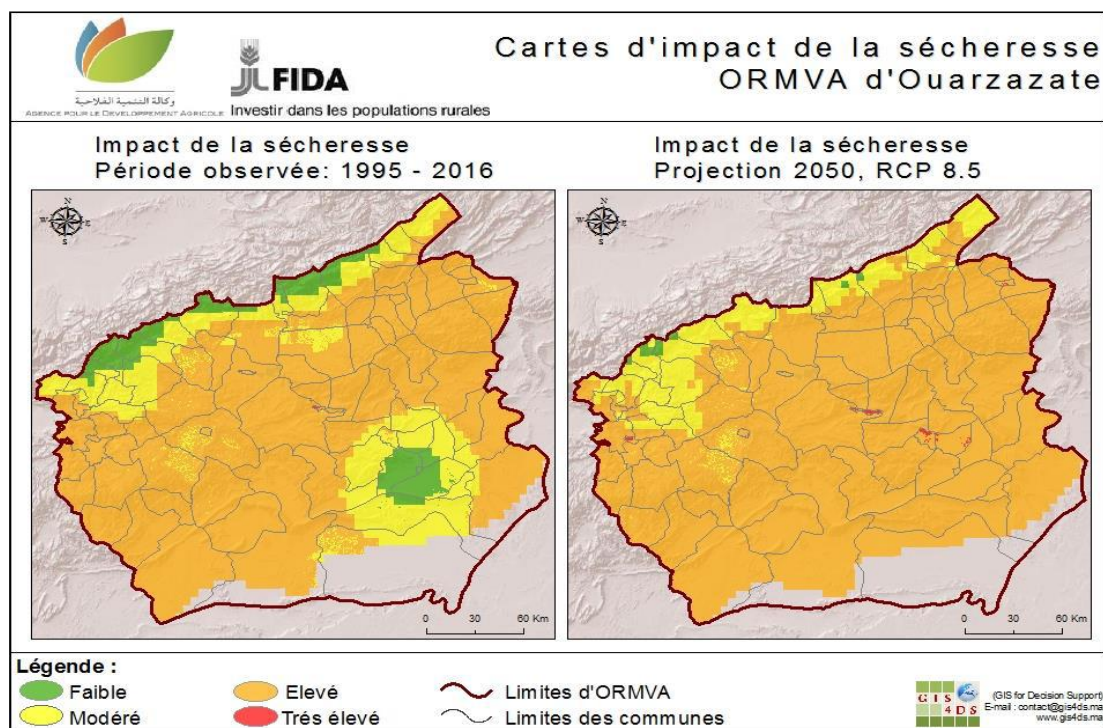 وكالة التنمية الفلاحية
AGENCE POUR LE DEVELOPPEMENT AGRICOLE
FIDA
Investir dans les populations rurales
Cartes d'impact de la sécheresse
ORMVA d'Ouarzazate
Impact de la sécheresse
Période observée: 1995 - 2016
Impact de la sécheresse
Projection 2050, RCP 8.5
N
W E
S
0 30 60 Km
N
W E
S
0 30 60 Km
Légende :
Faible
Modéré
Elevé
Trés élevé
Limites d'ORMVA
Limites des communes
GIS
4DS
(GIS for Decision Support)
E-mail : contact@gis4ds.ma
www.gis4ds.ma